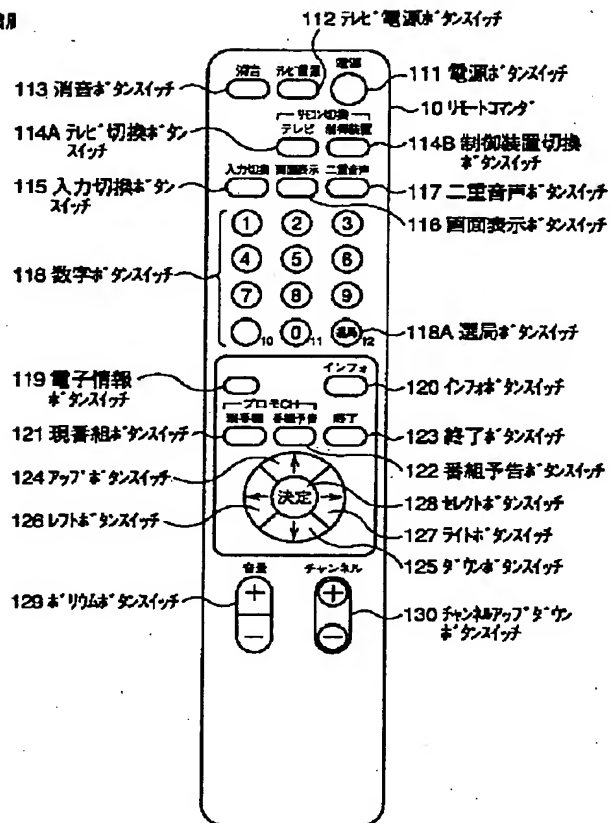 112 テレビ電源ボタンスイッチ
電源
消音 テレビ電源
111 電源ボタンスイッチ
113 消音ボタンスイッチ
10 リモートコマンダ
リモコン切換
テレビ 制御装置
114A テレビ切換ボタン
スイッチ
114B 制御装置切換
ボタンスイッチ
入力切換 画面表示 二重音声
115 入力切換ボタン
スイッチ
117 二重音声ボタンスイッチ
116 画面表示ボタンスイッチ
1 2 3
4 5 6
118 数字ボタンスイッチ
7 8 9
10 0 11 選局 12
118A 選局ボタンスイッチ
インフォ
119 電子情報
ボタンスイッチ
120 インフォボタンスイッチ
プロモCH
現番組 番組予告 終了
121 現番組ボタンスイッチ
123 終了ボタンスイッチ
122 番組予告ボタンスイッチ
124 アップボタンスイッチ
↑
← 決定 →
↓
128 セレクトボタンスイッチ
126 レフトボタンスイッチ
127 ライトボタンスイッチ
125 ダウンボタンスイッチ
音量 チャンネル
+ +
− −
129 ボリウムボタンスイッチ
130 チャンネルアップダウン
ボタンスイッチ